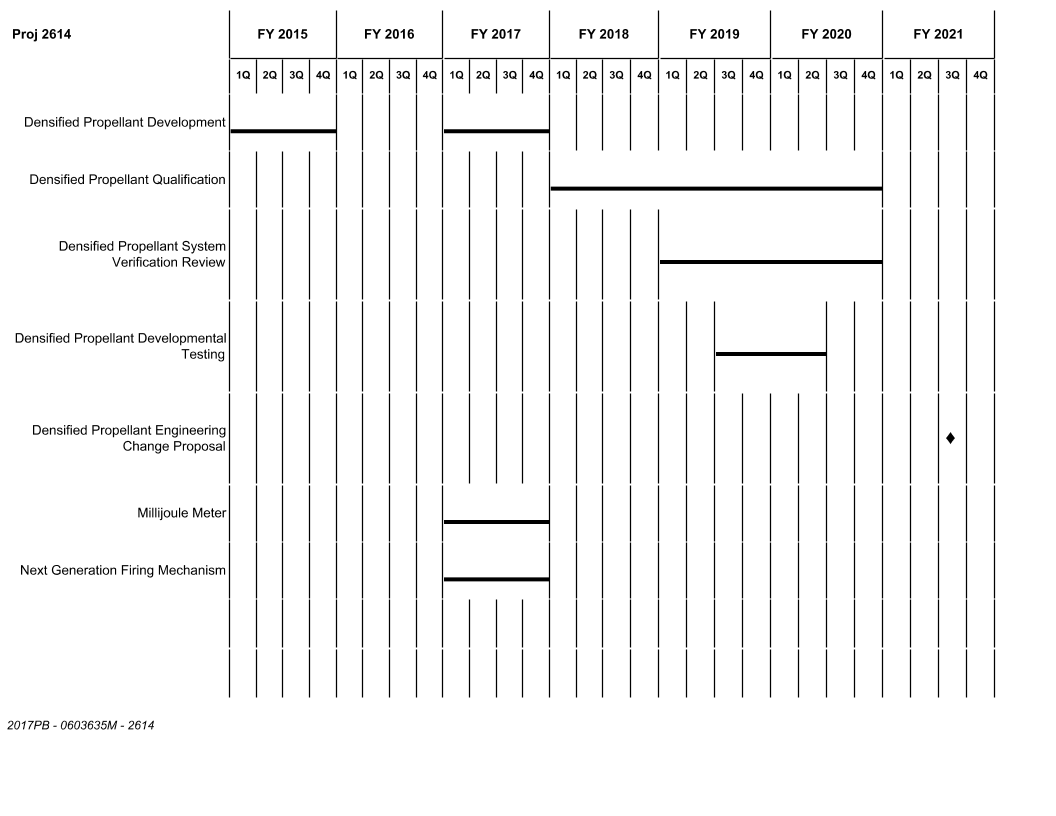 Proj 2614 FY 2015 FY 2016 FY 2017 FY 2018 FY 2019 FY 2020 FY 2021
1Q 2Q 3Q 4Q 1Q 2Q 3Q 4Q 1Q 2Q 3Q 4Q 1Q 2Q 3Q 4Q 1Q 2Q 3Q 4Q 1Q 2Q 3Q 4Q 1Q 2Q 3Q 4Q
Densified Propellant Development
Densified Propellant Qualification
Densified Propellant System
Verification Review
Densified Propellant Developmental
Testing
Densified Propellant Engineering
Change Proposal
Millijoule Meter
Next Generation Firing Mechanism
2017PB - 0603635M - 2614